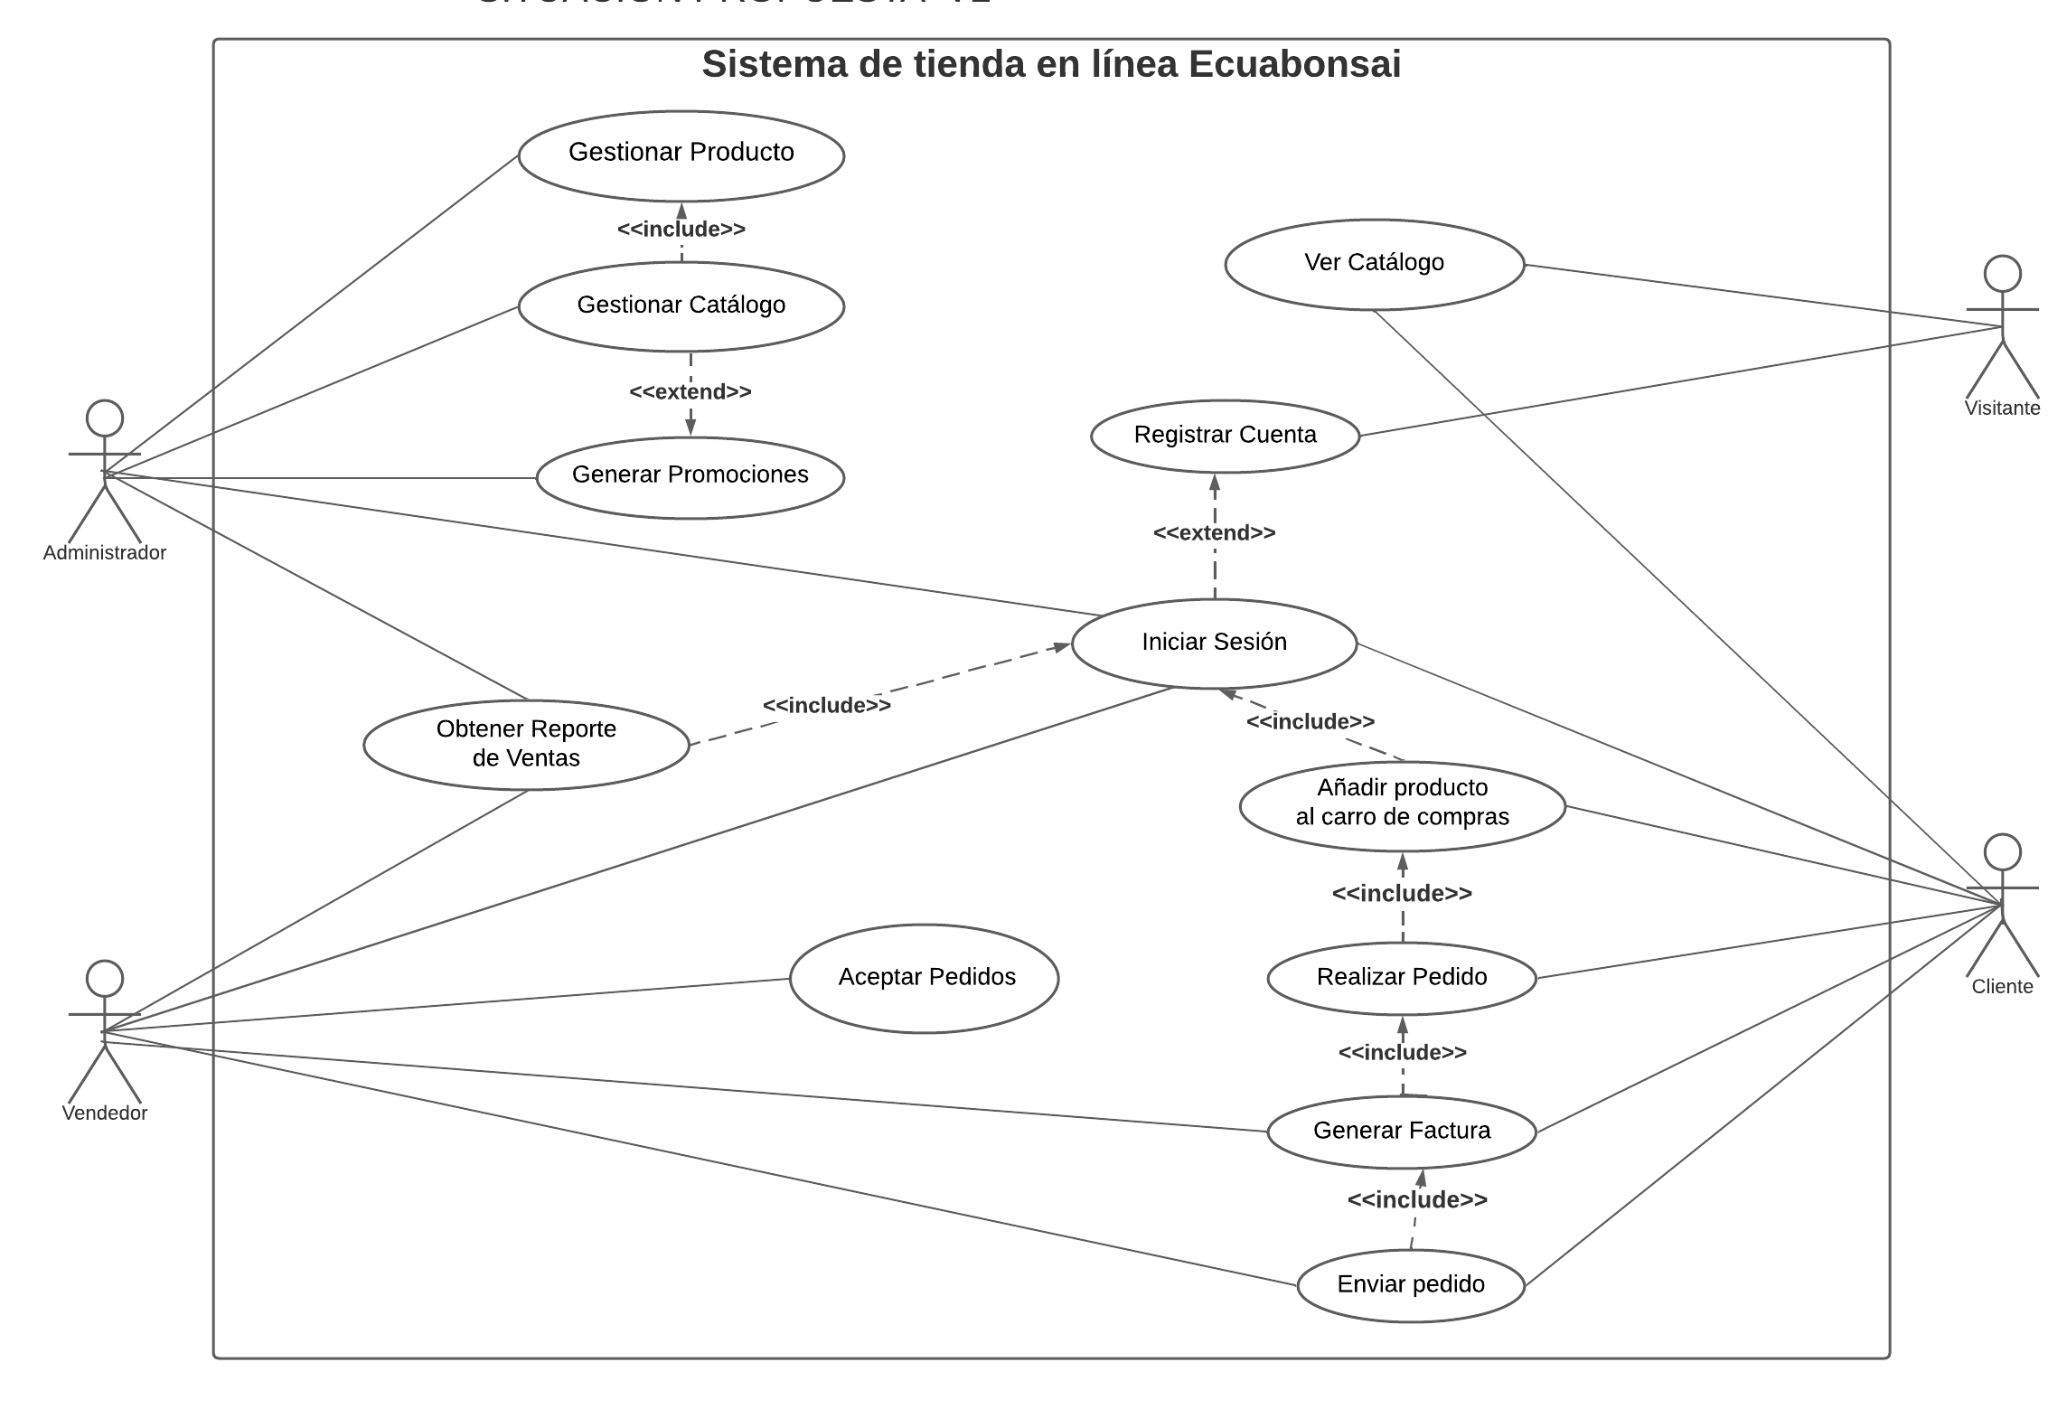 Sistema de tienda en línea Ecuabonsai
Gestionar Producto
<<include>>
Gestionar Catálogo
<<extend>>
Generar Promociones
Administrador
Ver Catálogo
Visitante
Registrar Cuenta
<<extend>>
Iniciar Sesión
<<include>>
Obtener Reporte
de Ventas
<<include>>
Añadir producto
al carro de compras
<<include>>
Aceptar Pedidos
Realizar Pedido
Cliente
<<include>>
Vendedor
Generar Factura
<<include>>
Enviar pedido